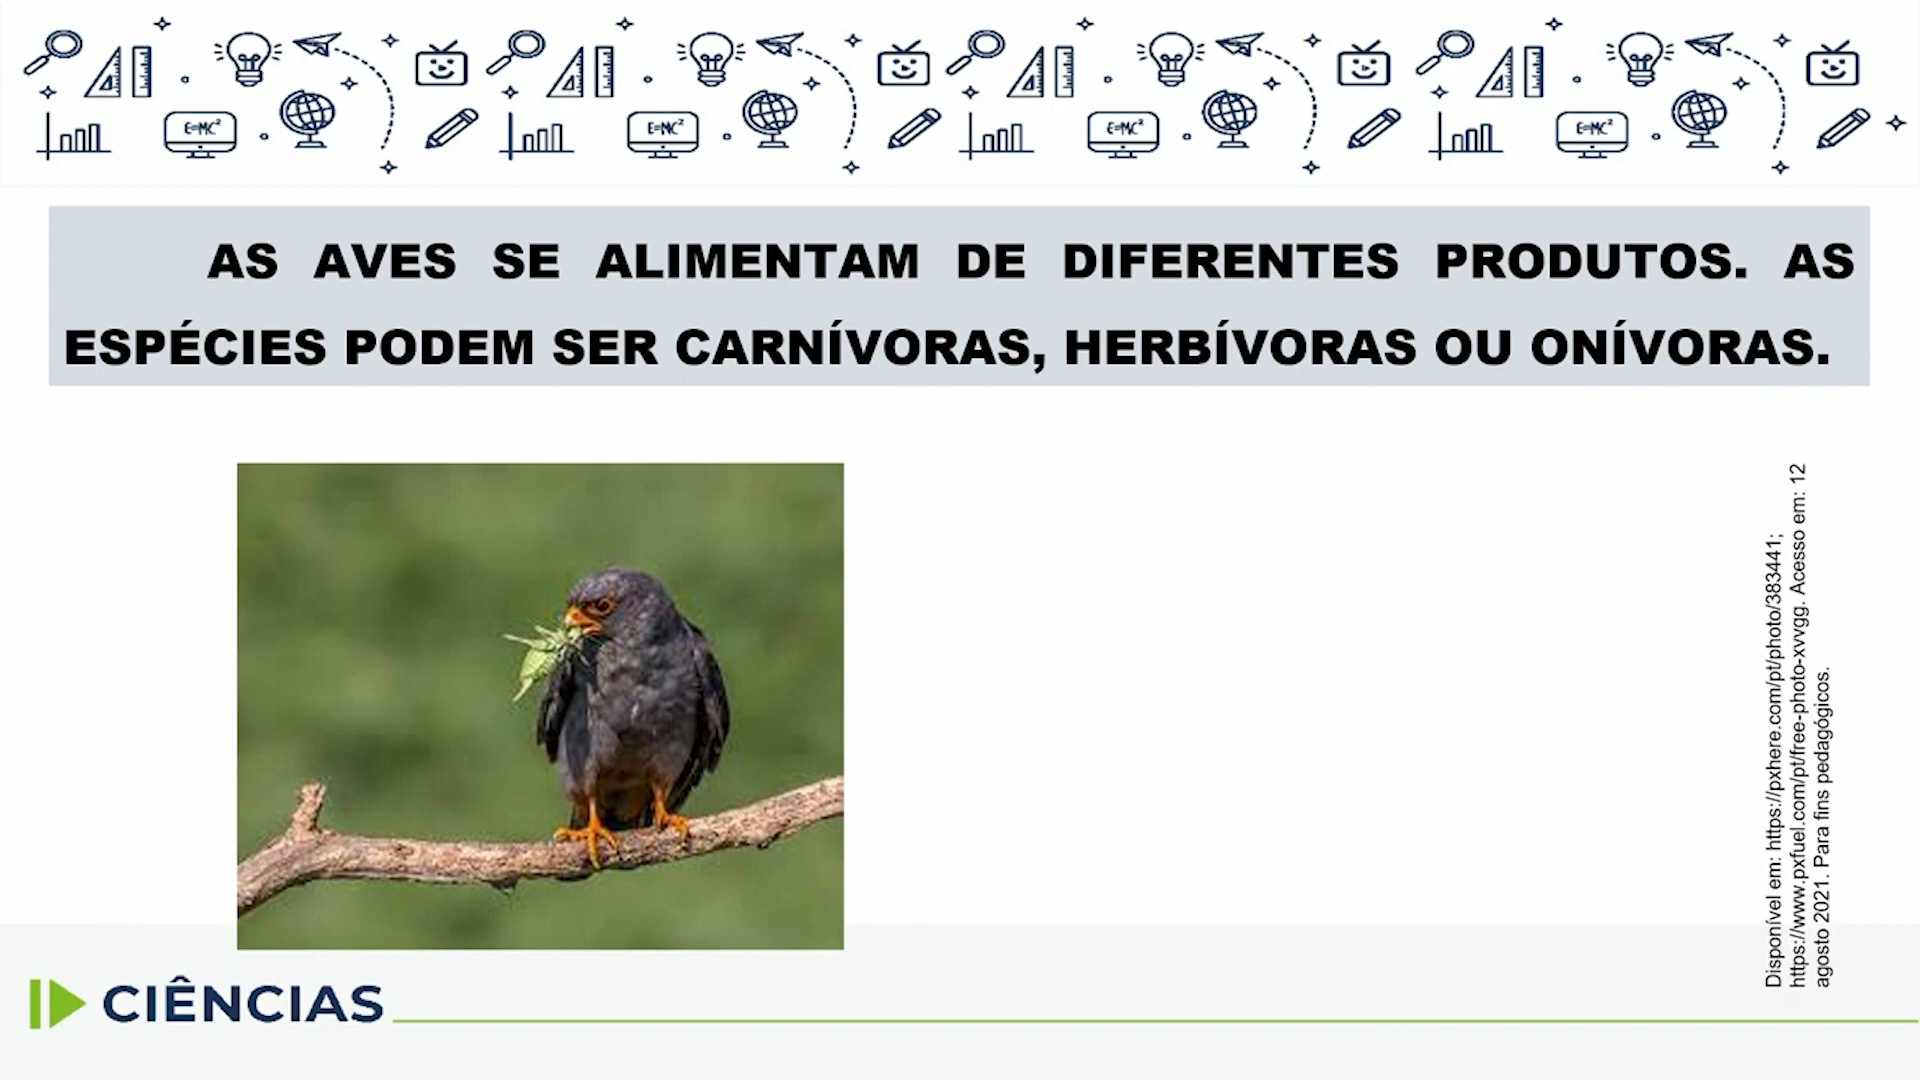 E=MC²
E=MC²
E=MC²
E=MC²
AS AVES SE ALIMENTAM DE DIFERENTES PRODUTOS. AS
ESPÉCIES PODEM SER CARNÍVORAS, HERBÍVORAS OU ONÍVORAS.
Disponível em: https://pxhere.com/pt/photo/383441;
https://www.pxfuel.com/pt/free-photo-xvvgg. Acesso em: 12
agosto 2021. Para fins pedagógicos.
CIÊNCIAS